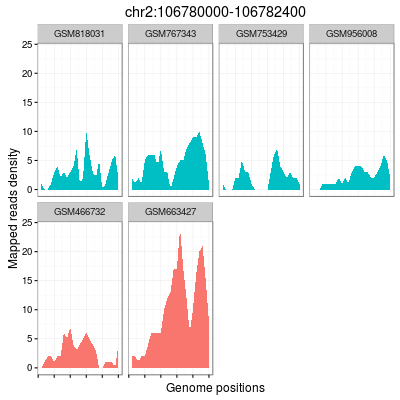 chr2:106780000-106782400
GSM818031 GSM767343 GSM753429 GSM956008
25
20
15
10
5
0
Mapped reads density
GSM466732 GSM663427
25
20
15
10
5
0
Genome positions